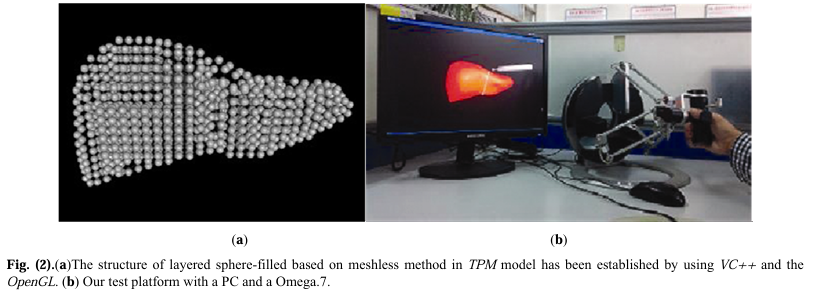 (a)
(b)
Fig. (2).(a)The structure of layered sphere-filled based on meshless method in TPM model has been established by using VC++ and the
OpenGL. (b) Our test platform with a PC and a Omega.7.